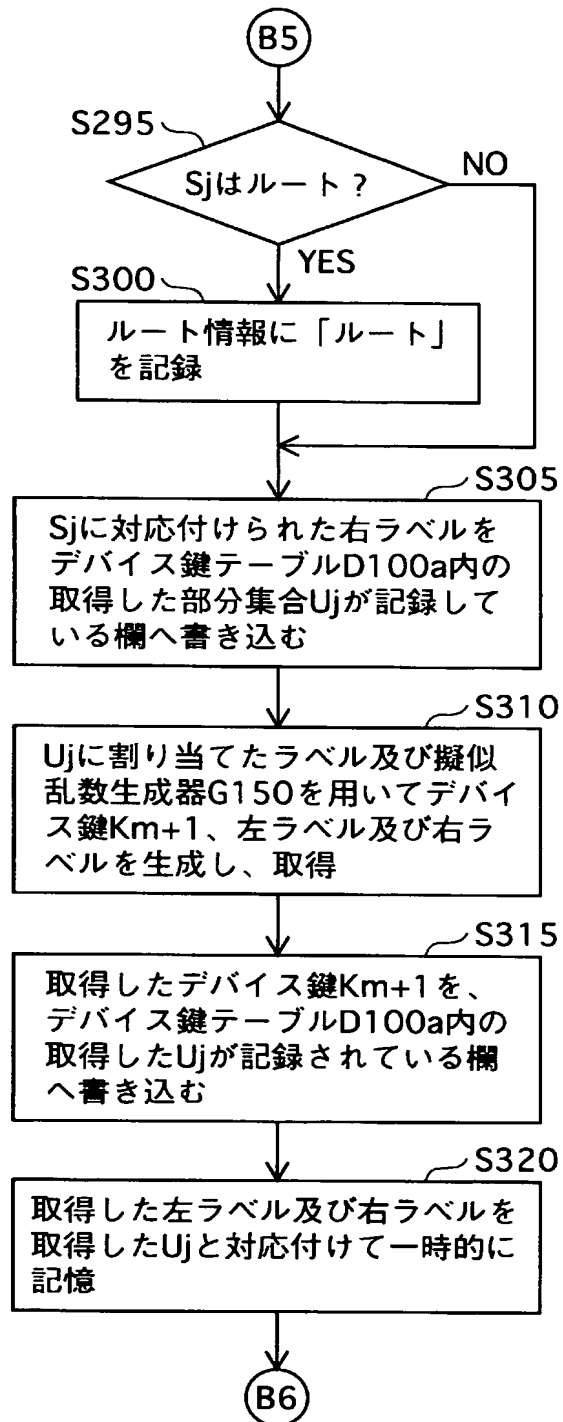 B5
S295
Sjはルート？
NO
YES
S300
ルート情報に「ルート」
を記録
S305
Sjに対応付けられた右ラベルを
デバイス鍵テーブルD100a内の
取得した部分集合Ujが記録して
いる欄へ書き込む
S310
Ujに割り当てたラベル及び擬似
乱数生成器G150を用いてデバイ
ス鍵Km+1、左ラベル及び右ラ
ベルを生成し、取得
S315
取得したデバイス鍵Km+1を、
デバイス鍵テーブルD100a内の
取得したUjが記録されている欄
へ書き込む
S320
取得した左ラベル及び右ラベルを
取得したUjと対応付けて一時的に
記憶
B6